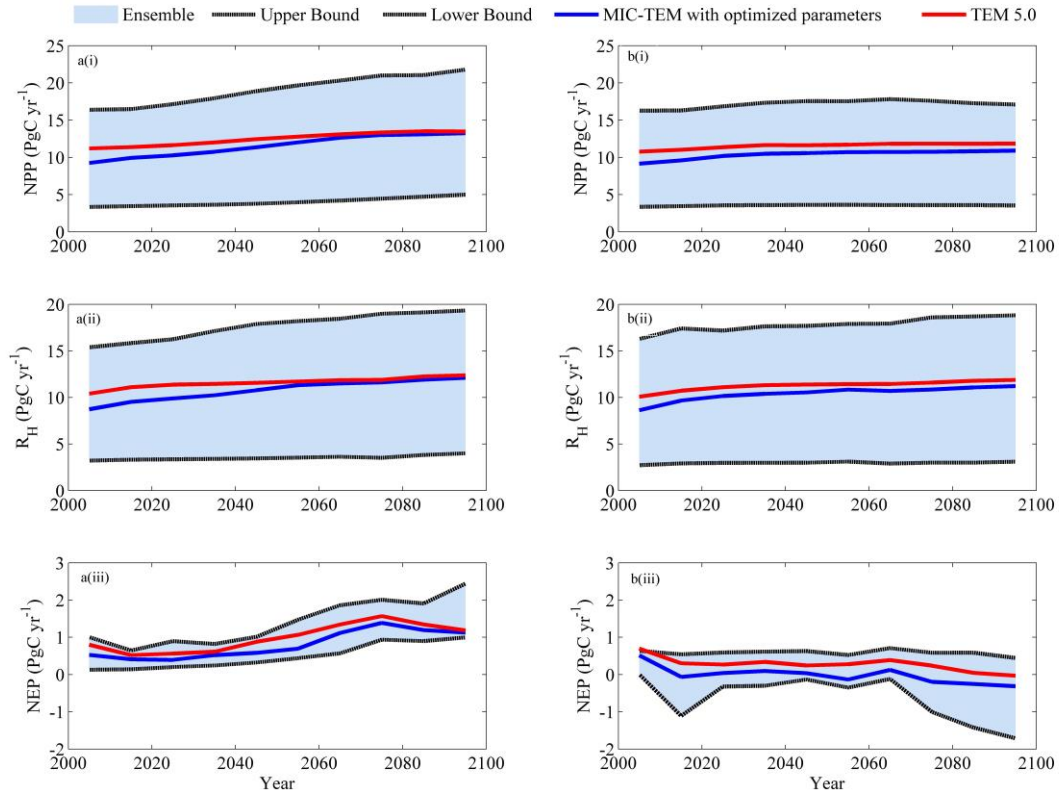 Ensemble Upper Bound Lower Bound MIC-TEM with optimized parameters TEM 5.0
a(i)
NPP (PgC yr⁻¹)
25
20
15
10
5
0
2000 2020 2040 2060 2080 2100
b(i)
NPP (PgC yr⁻¹)
25
20
15
10
5
0
2000 2020 2040 2060 2080 2100
a(ii)
R_H (PgC yr⁻¹)
20
15
10
5
0
2000 2020 2040 2060 2080 2100
b(ii)
R_H (PgC yr⁻¹)
20
15
10
5
0
2000 2020 2040 2060 2080 2100
a(iii)
NEP (PgC yr⁻¹)
3
2
1
0
-1
-2
2000 2020 2040 2060 2080 2100
Year
b(iii)
NEP (PgC yr⁻¹)
3
2
1
0
-1
-2
2000 2020 2040 2060 2080 2100
Year